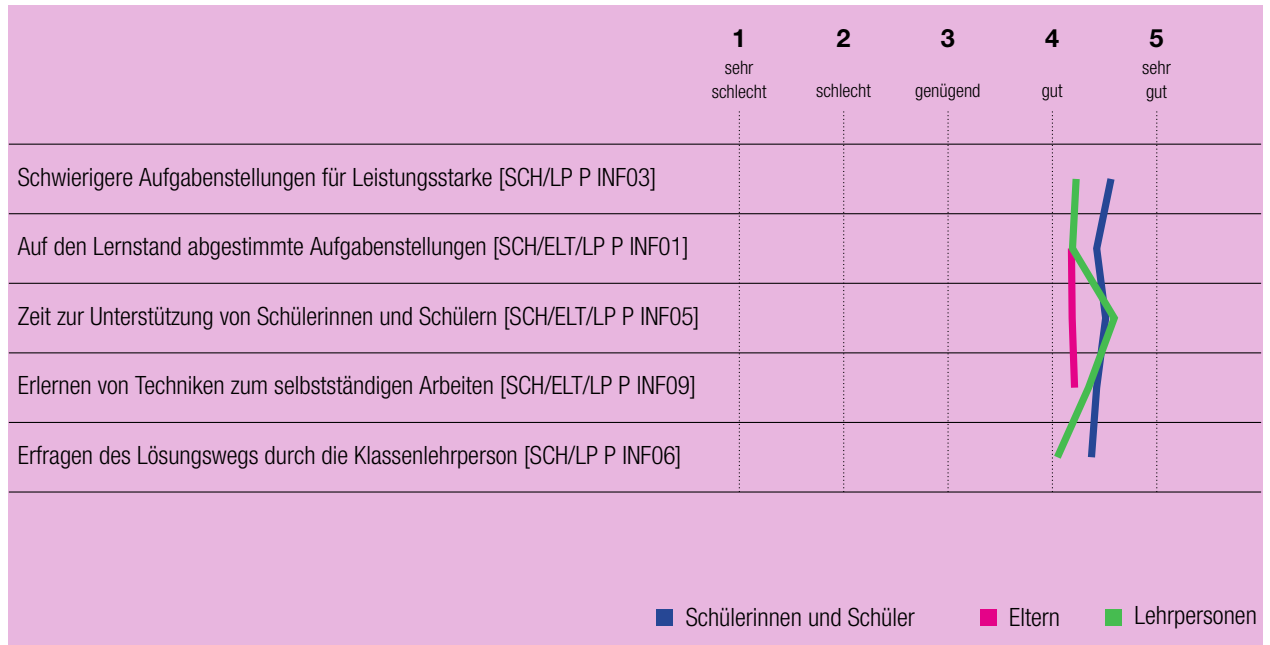 1 2 3 4 5
sehr schlecht schlecht genügend gut sehr gut
Schwierigere Aufgabenstellungen für Leistungsstarke [SCH/LP P INF03]
Auf den Lernstand abgestimmte Aufgabenstellungen [SCH/ELT/LP P INF01]
Zeit zur Unterstützung von Schülerinnen und Schülern [SCH/ELT/LP P INF05]
Erlernen von Techniken zum selbstständigen Arbeiten [SCH/ELT/LP P INF09]
Erfragen des Lösungswegs durch die Klassenlehrperson [SCH/LP P INF06]
Schülerinnen und Schüler Eltern Lehrpersonen